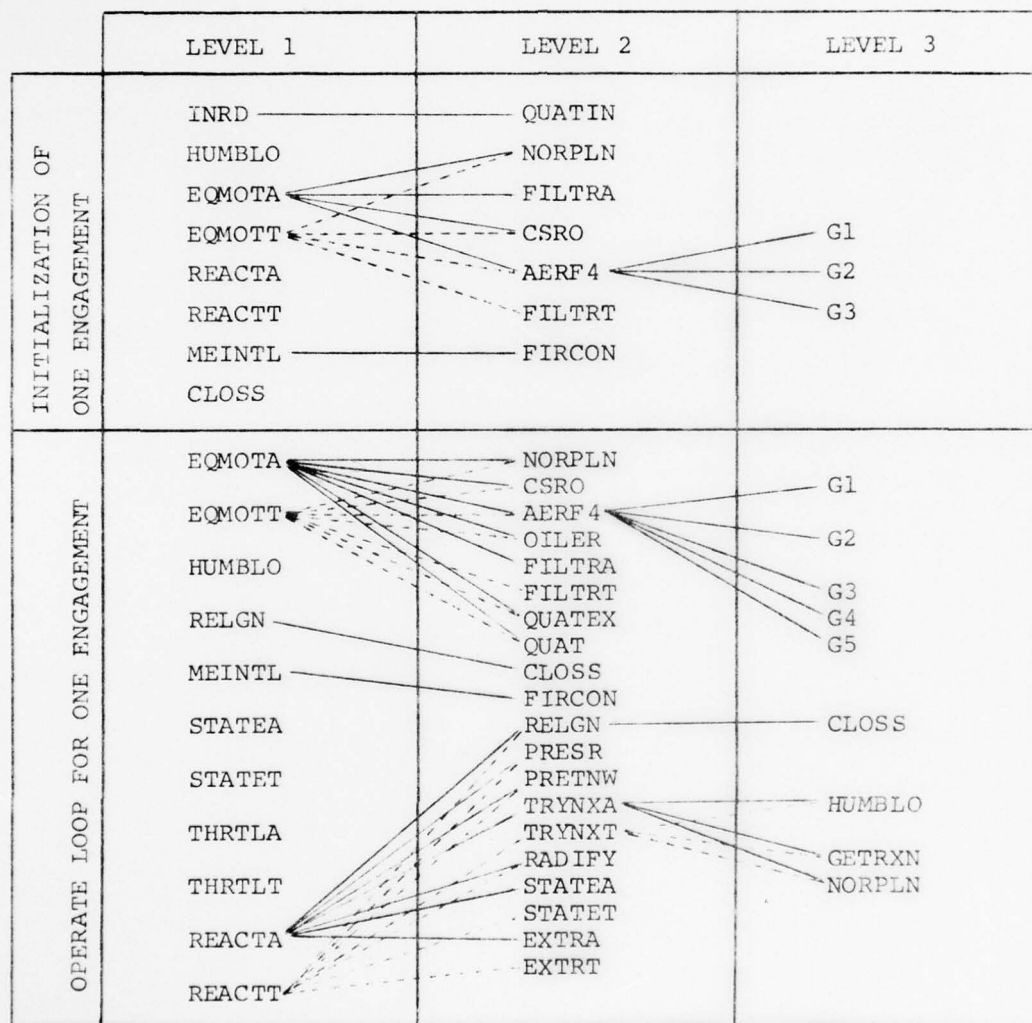 LEVEL 1 LEVEL 2 LEVEL 3
INITIALIZATION OF
ONE ENGAGEMENT
INRD QUATIN
HUMBLO NORPLN
EQMOTA FILTRA
EQMOTT CSRO G1
REACTA AERF4 G2
REACTT FILTRT G3
MEINTL FIRCON
CLOSS
OPERATE LOOP FOR ONE ENGAGEMENT
EQMOTA NORPLN
CSRO G1
EQMOTT AERF4
OILER G2
HUMBLO FILTRA
FILTRT G3
RELGN QUATEX G4
QUAT G5
MEINTL CLOSS
FIRCON
STATEA RELGN CLOSS
PRESR
STATET PRETNW
TRYNXA HUMBLO
THRTLA TRYNXT
RADIFY GETRXN
THRTLT STATEA NORPLN
STATET
REACTA EXTRA
EXTRT
REACTT